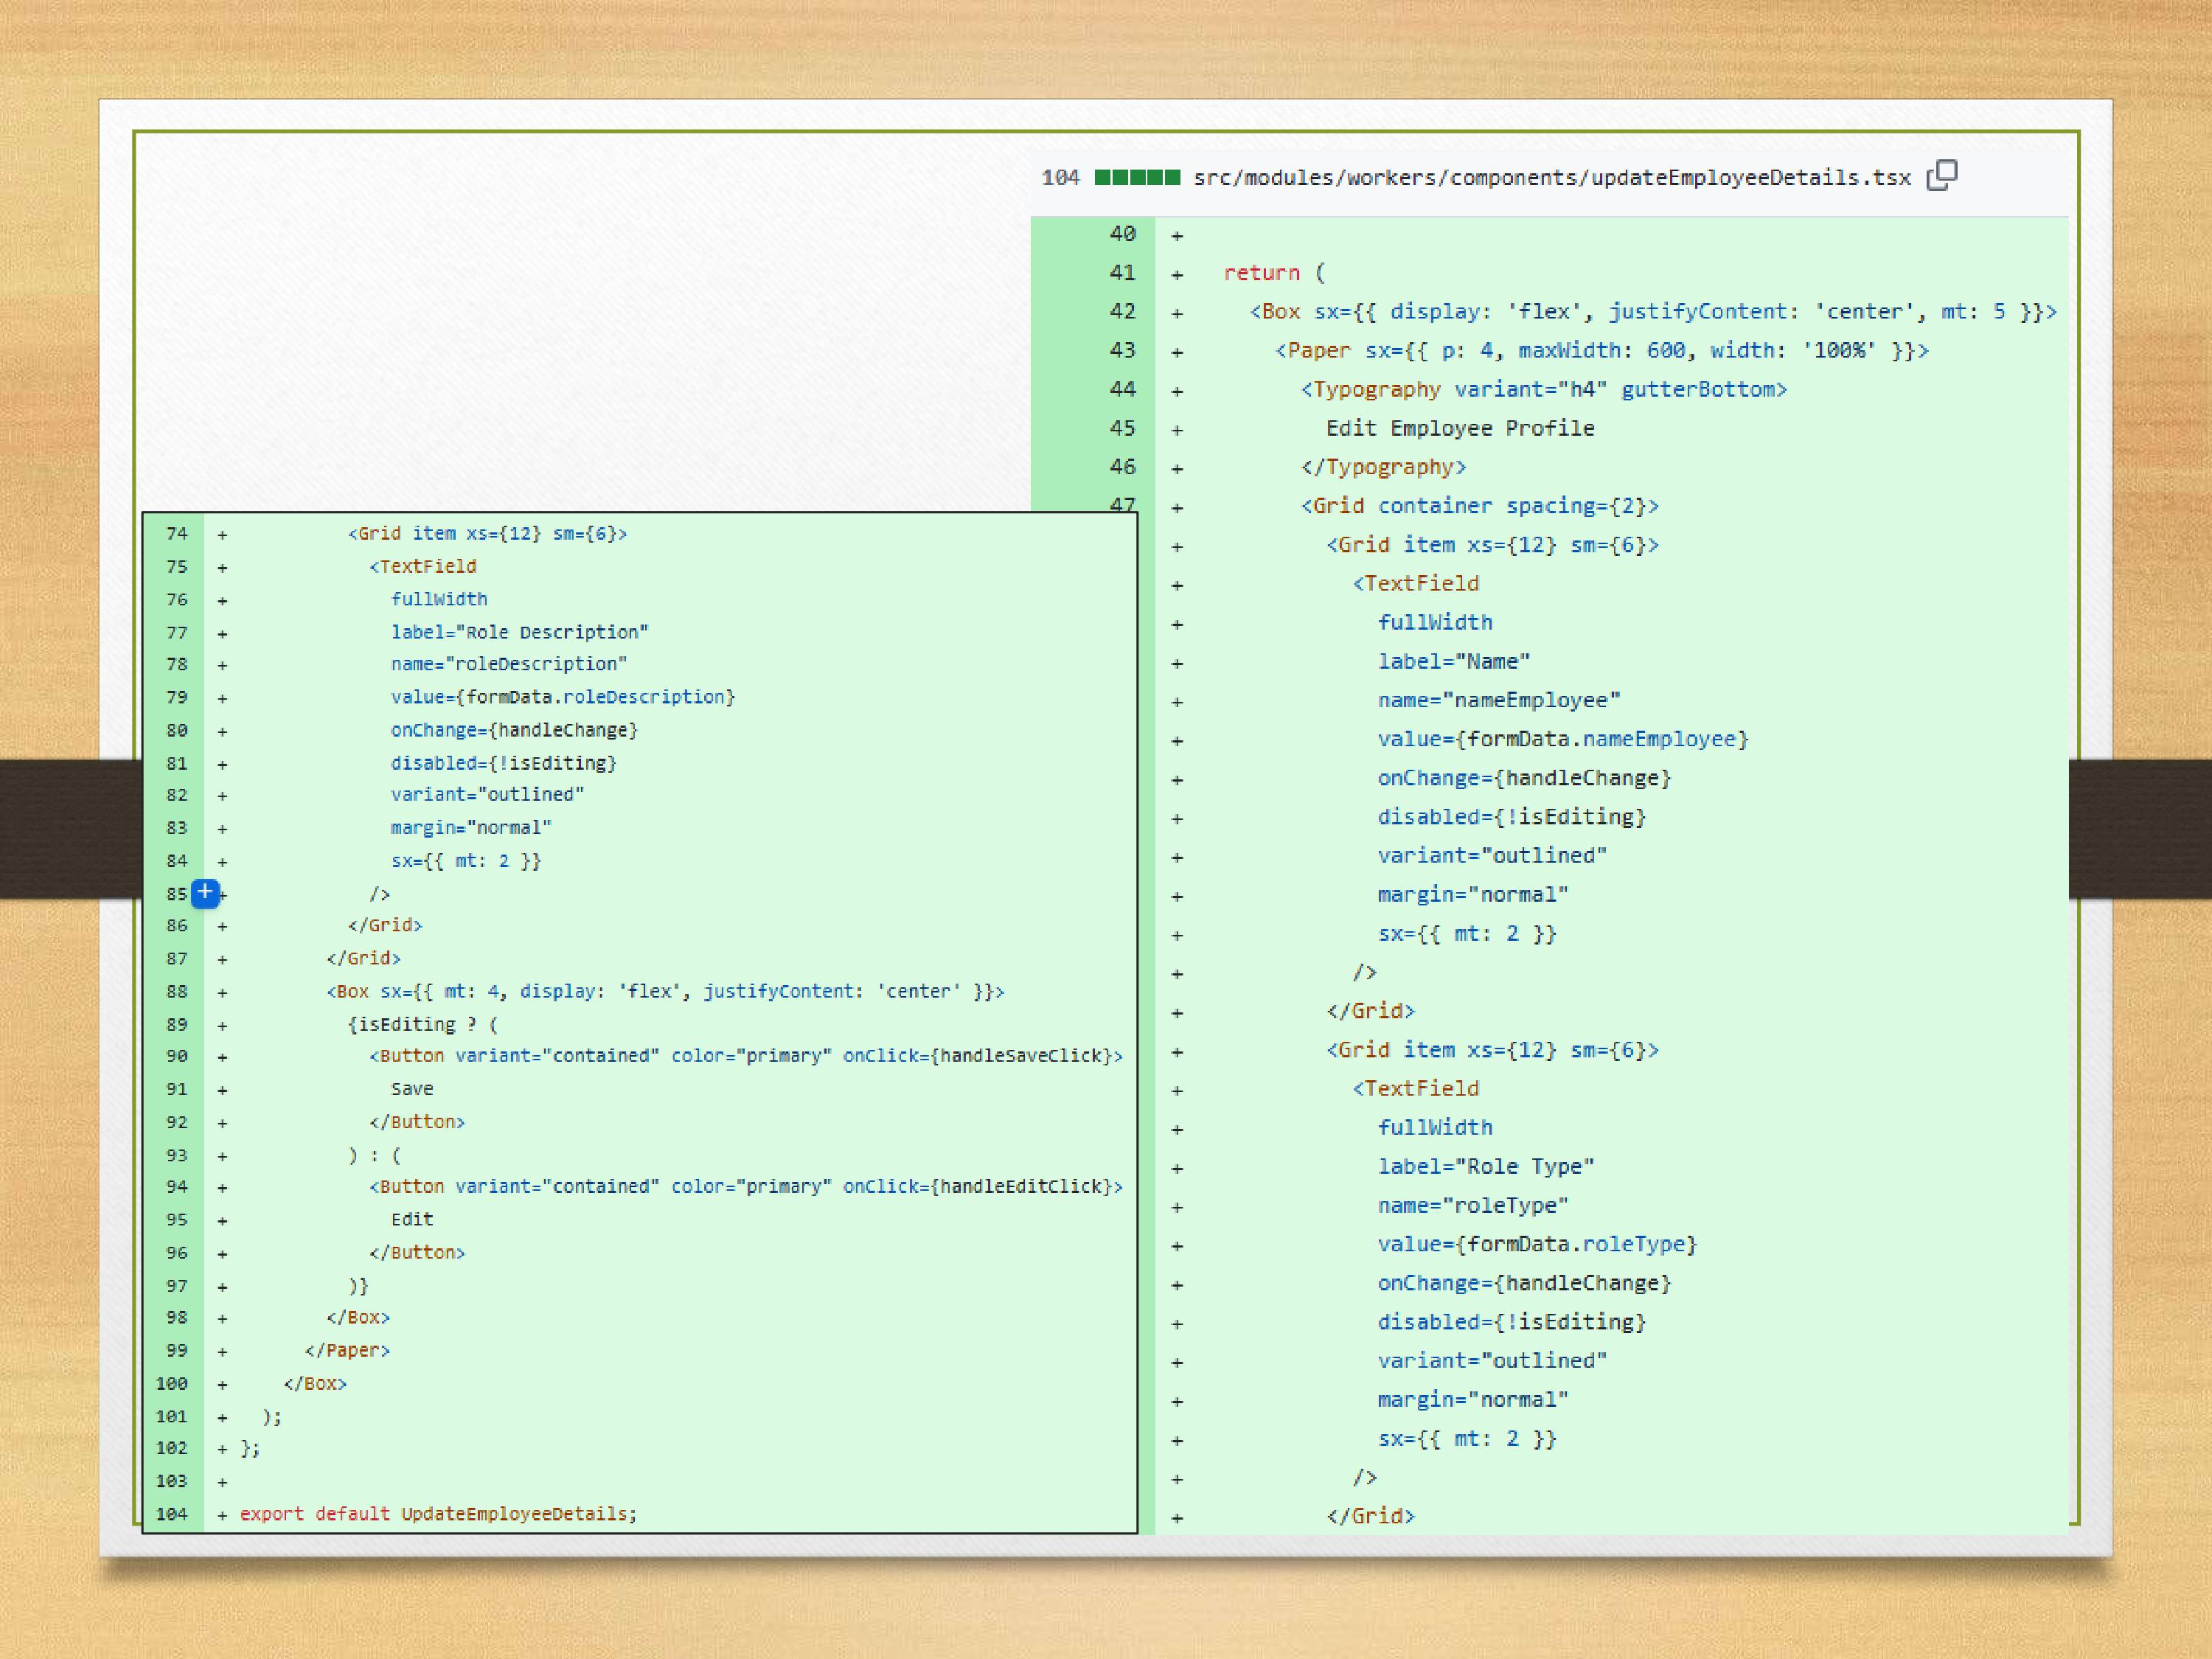 104 src/modules/workers/components/updateEmployeeDetails.tsx
40 +
41 + return (
42 + <Box sx={{ display: 'flex', justifyContent: 'center', mt: 5 }}>
43 + <Paper sx={{ p: 4, maxWidth: 600, width: '100%' }}>
44 + <Typography variant="h4" gutterBottom>
45 + Edit Employee Profile
46 + </Typography>
47 + <Grid container spacing={2}>
+ <Grid item xs={12} sm={6}>
+ <TextField
+ fullWidth
+ label="Name"
+ name="nameEmployee"
+ value={formData.nameEmployee}
+ onChange={handleChange}
+ disabled={!isEditing}
+ variant="outlined"
+ margin="normal"
+ sx={{ mt: 2 }}
+ />
+ </Grid>
+ <Grid item xs={12} sm={6}>
+ <TextField
+ fullWidth
+ label="Role Type"
+ name="roleType"
+ value={formData.roleType}
+ onChange={handleChange}
+ disabled={!isEditing}
+ variant="outlined"
+ margin="normal"
+ sx={{ mt: 2 }}
+ />
+ </Grid>
74 + <Grid item xs={12} sm={6}>
75 + <TextField
76 + fullWidth
77 + label="Role Description"
78 + name="roleDescription"
79 + value={formData.roleDescription}
80 + onChange={handleChange}
81 + disabled={!isEditing}
82 + variant="outlined"
83 + margin="normal"
84 + sx={{ mt: 2 }}
85 + + />
86 + </Grid>
87 + </Grid>
88 + <Box sx={{ mt: 4, display: 'flex', justifyContent: 'center' }}>
89 + {isEditing ? (
90 + <Button variant="contained" color="primary" onClick={handleSaveClick}>
91 + Save
92 + </Button>
93 + ) : (
94 + <Button variant="contained" color="primary" onClick={handleEditClick}>
95 + Edit
96 + </Button>
97 + )}
98 + </Box>
99 + </Paper>
100 + </Box>
101 + );
102 + };
103 +
104 + export default UpdateEmployeeDetails;